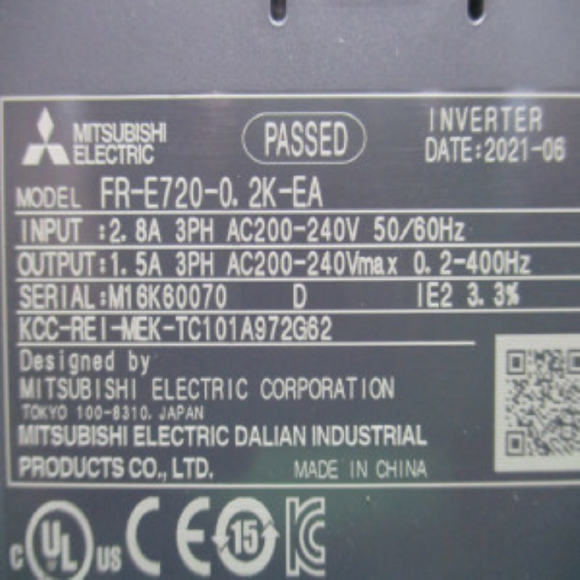 MITSUBISHI
ELECTRIC
PASSED
INVERTER
DATE:2021-06
MODEL FR-E720-0.2K-EA
INPUT :2.8A 3PH AC200-240V 50/60Hz
OUTPUT:1.5A 3PH AC200-240Vmax 0.2-400Hz
SERIAL:M16K60070 D IE2 3.3%
KCC-REI-MEK-TC101A972G62
Designed by
MITSUBISHI ELECTRIC CORPORATION
TOKYO 100-8310, JAPAN
MITSUBISHI ELECTRIC DALIAN INDUSTRIAL
PRODUCTS CO., LTD. MADE IN CHINA
c UL us CE 15 KC